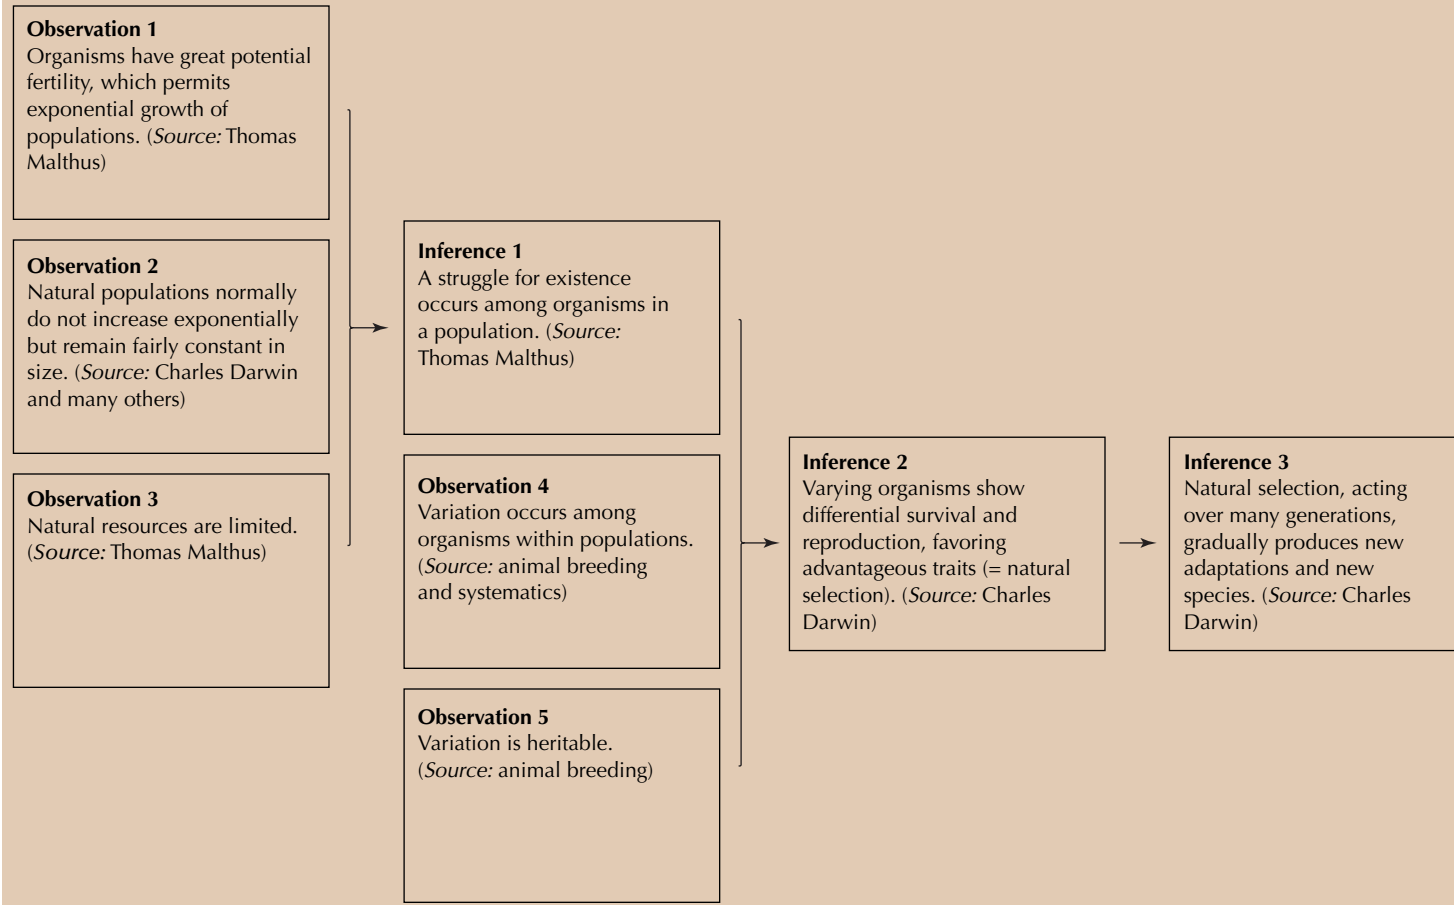 Observation 1
Organisms have great potential
fertility, which permits
exponential growth of
populations. (Source: Thomas
Malthus)
Observation 2
Natural populations normally
do not increase exponentially
but remain fairly constant in
size. (Source: Charles Darwin
and many others)
Observation 3
Natural resources are limited.
(Source: Thomas Malthus)
Inference 1
A struggle for existence
occurs among organisms in
a population. (Source:
Thomas Malthus)
Observation 4
Variation occurs among
organisms within populations.
(Source: animal breeding
and systematics)
Observation 5
Variation is heritable.
(Source: animal breeding)
Inference 2
Varying organisms show
differential survival and
reproduction, favoring
advantageous traits (= natural
selection). (Source: Charles
Darwin)
Inference 3
Natural selection, acting
over many generations,
gradually produces new
adaptations and new
species. (Source: Charles
Darwin)